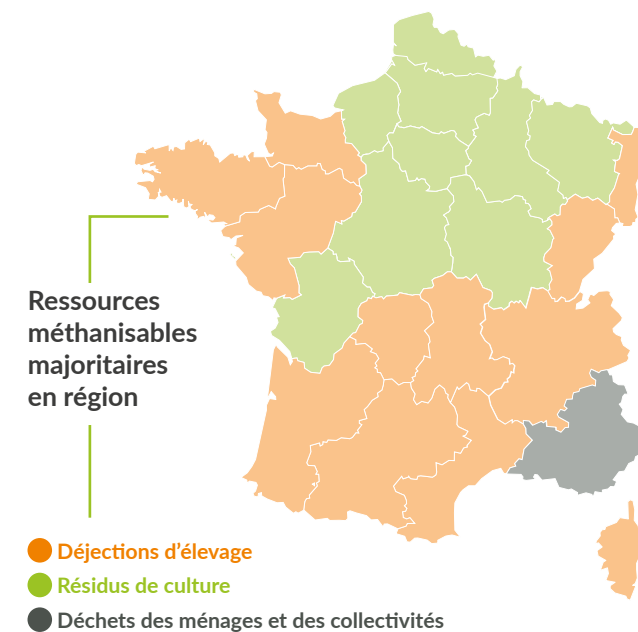 Ressources
méthanisables
majoritaires
en région
Déjections d’élevage
Résidus de culture
Déchets des ménages et des collectivités